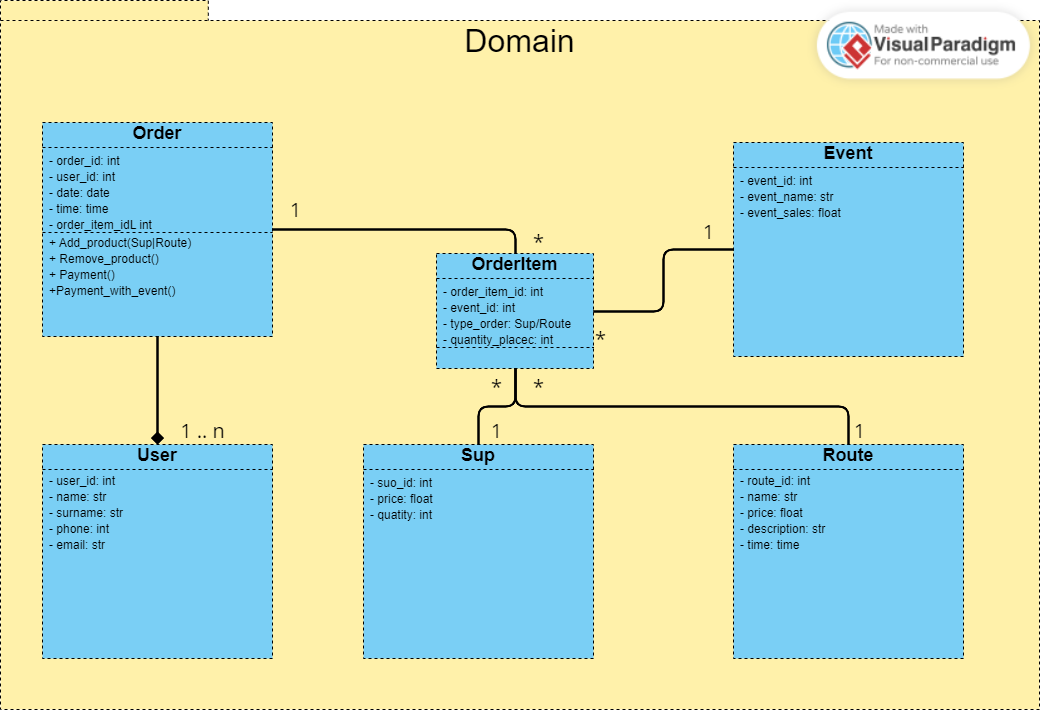 Domain
Made with
Visual Paradigm
For non-commercial use
Order
- order_id: int
- user_id: int
- date: date
- time: time
- order_item_idL int
+ Add_product(Sup|Route)
+ Remove_product()
+ Payment()
+Payment_with_event()
1
*
OrderItem
- order_item_id: int
- event_id: int
- type_order: Sup/Route
- quantity_placec: int
1
*
Event
- event_id: int
- event_name: str
- event_sales: float
* *
1 .. n
1
1
User
- user_id: int
- name: str
- surname: str
- phone: int
- email: str
Sup
- suo_id: int
- price: float
- quatity: int
Route
- route_id: int
- name: str
- price: float
- description: str
- time: time